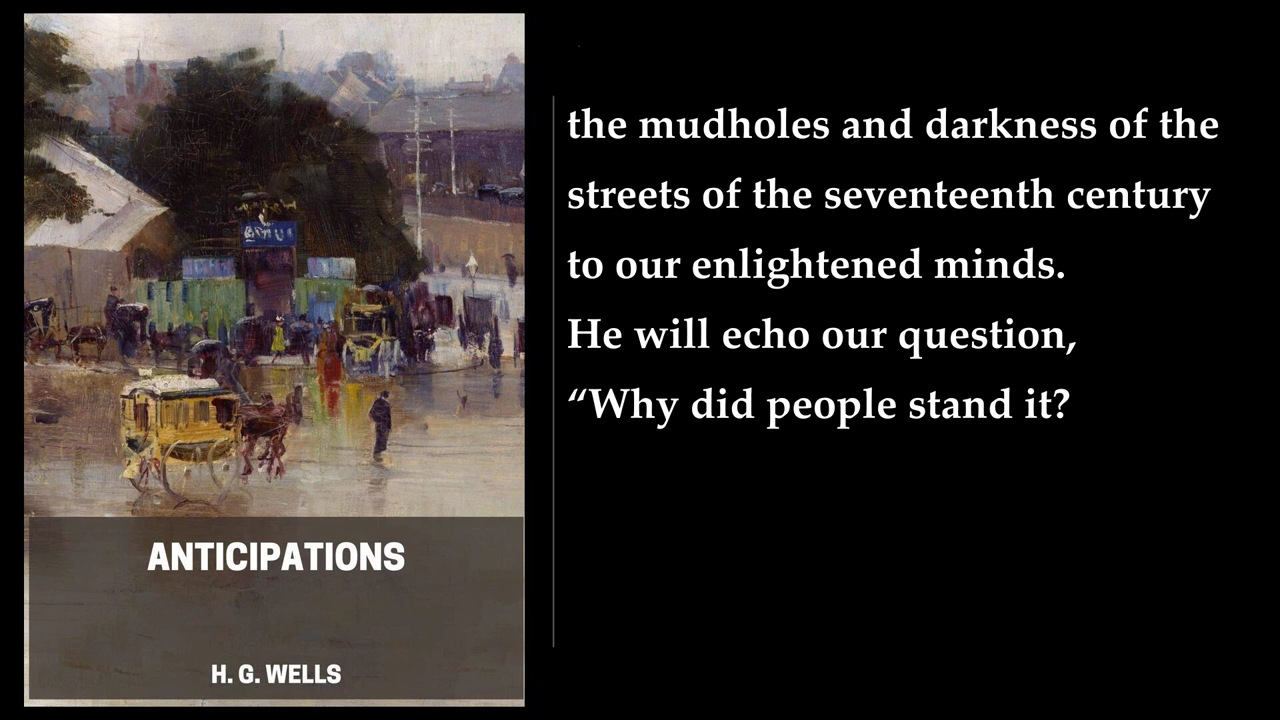 ANTICIPATIONS
H. G. WELLS
the mudholes and darkness of the
streets of the seventeenth century
to our enlightened minds.
He will echo our question,
“Why did people stand it?